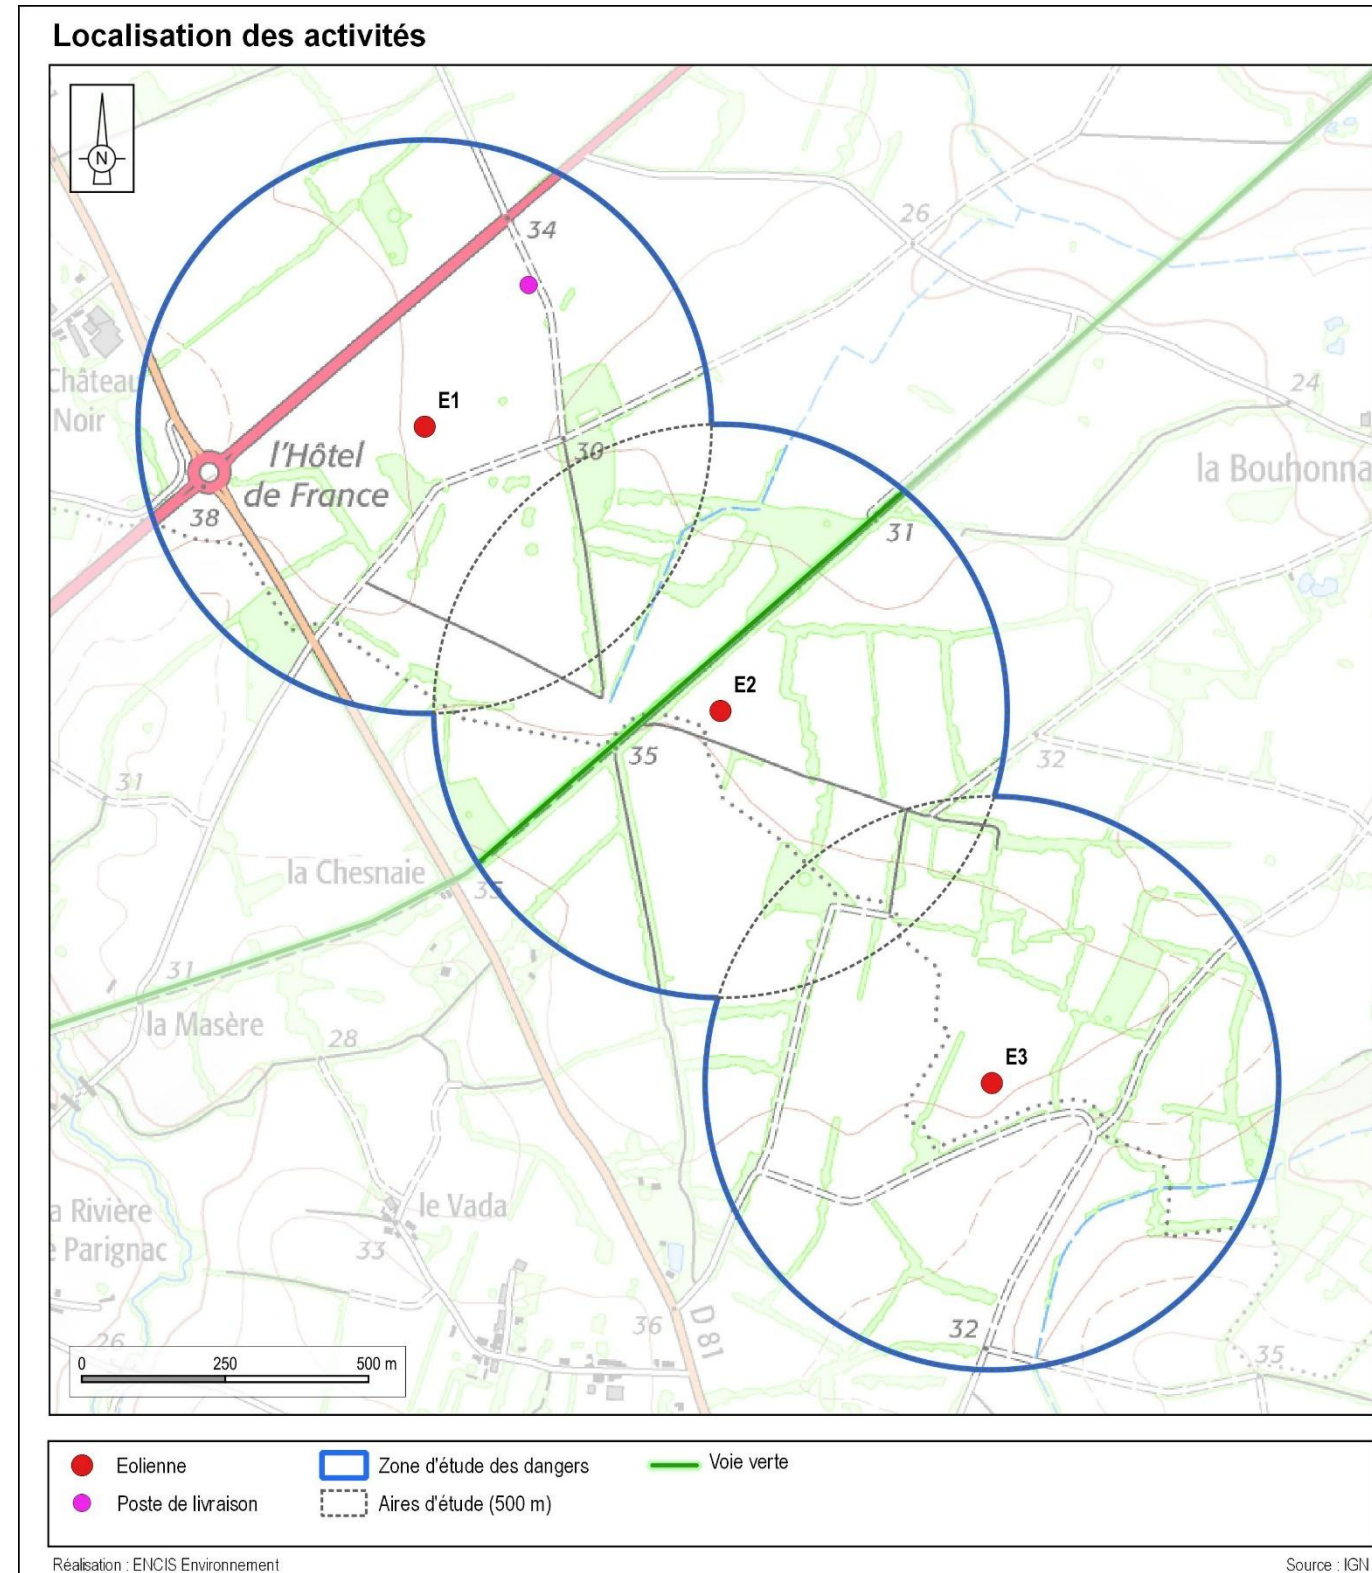 Localisation des activités
N
34
26
E1
Château
Noir
24
l'Hôtel
de France
30
la Bouhonna
38
31
E2
35
32
31
la Chesnaie
35
31
la Masère
28
E3
a Rivière
e Parignac
le Vada
33
36
D 81
32
35
26
0 250 500 m
Eolienne
Zone d'étude des dangers
Voie verte
Poste de livraison
Aires d'étude (500 m)
Réalisation : ENCIS Environnement
Source : IGN